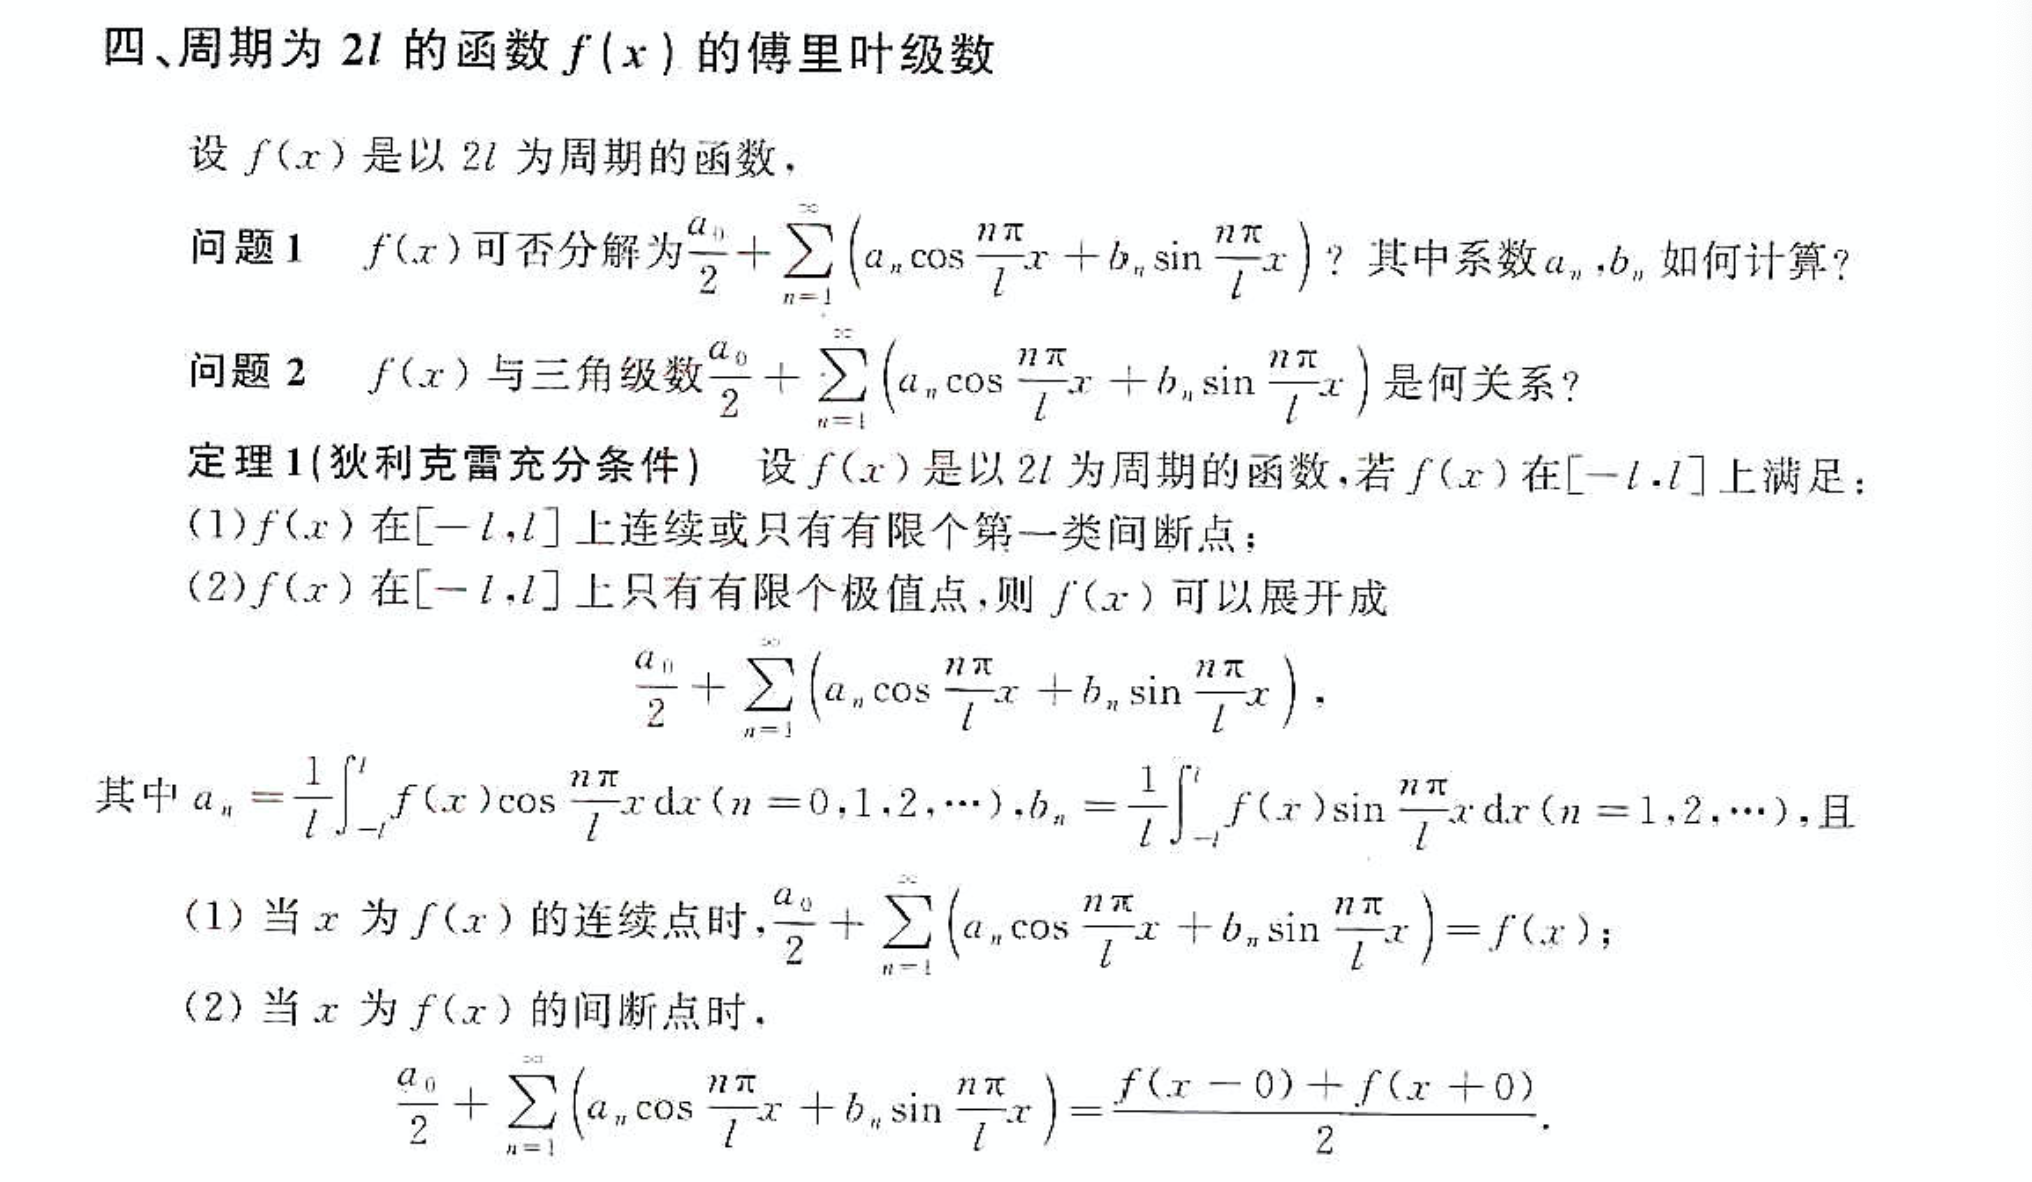 四、周期为 2l 的函数 f(x) 的傅里叶级数
设 f(x) 是以 2l 为周期的函数,
问题1 f(x) 可否分解为 $\frac{a_0}{2}+\sum_{n=1}^{\infty}\left(a_n\cos\frac{n\pi}{l}x+b_n\sin\frac{n\pi}{l}x\right)$? 其中系数 $a_n,b_n$ 如何计算?
问题 2 f(x) 与三角级数 $\frac{a_0}{2}+\sum_{n=1}^{\infty}\left(a_n\cos\frac{n\pi}{l}x+b_n\sin\frac{n\pi}{l}x\right)$ 是何关系?
定理1(狄利克雷充分条件) 设 f(x) 是以 2l 为周期的函数,若 f(x) 在[-l,l]上满足:
(1) f(x) 在[-l,l]上连续或只有有限个第一类间断点;
(2) f(x) 在[-l,l]上只有有限个极值点,则 f(x) 可以展开成
$\frac{a_0}{2}+\sum_{n=1}^{\infty}\left(a_n\cos\frac{n\pi}{l}x+b_n\sin\frac{n\pi}{l}x\right)$,
其中 $a_n=\frac{1}{l}\int_{-l}^{l}f(x)\cos\frac{n\pi}{l}x\,dx\,(n=0,1,2,\cdots)$,$b_n=\frac{1}{l}\int_{-l}^{l}f(x)\sin\frac{n\pi}{l}x\,dx\,(n=1,2,\cdots)$,且
(1) 当 x 为 f(x) 的连续点时,$\frac{a_0}{2}+\sum_{n=1}^{\infty}\left(a_n\cos\frac{n\pi}{l}x+b_n\sin\frac{n\pi}{l}x\right)=f(x)$;
(2) 当 x 为 f(x) 的间断点时,
$\frac{a_0}{2}+\sum_{n=1}^{\infty}\left(a_n\cos\frac{n\pi}{l}x+b_n\sin\frac{n\pi}{l}x\right)=\frac{f(x-0)+f(x+0)}{2}$.